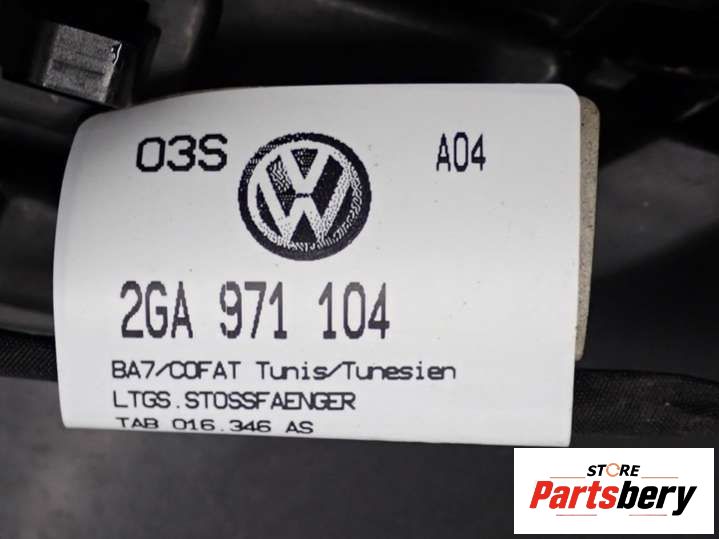 03S A04
2GA 971 104
BA7/COFAT Tunis/Tunesien
LTGS.STOSSFAENGER
TAB 016.346 AS
STORE
Partsbery